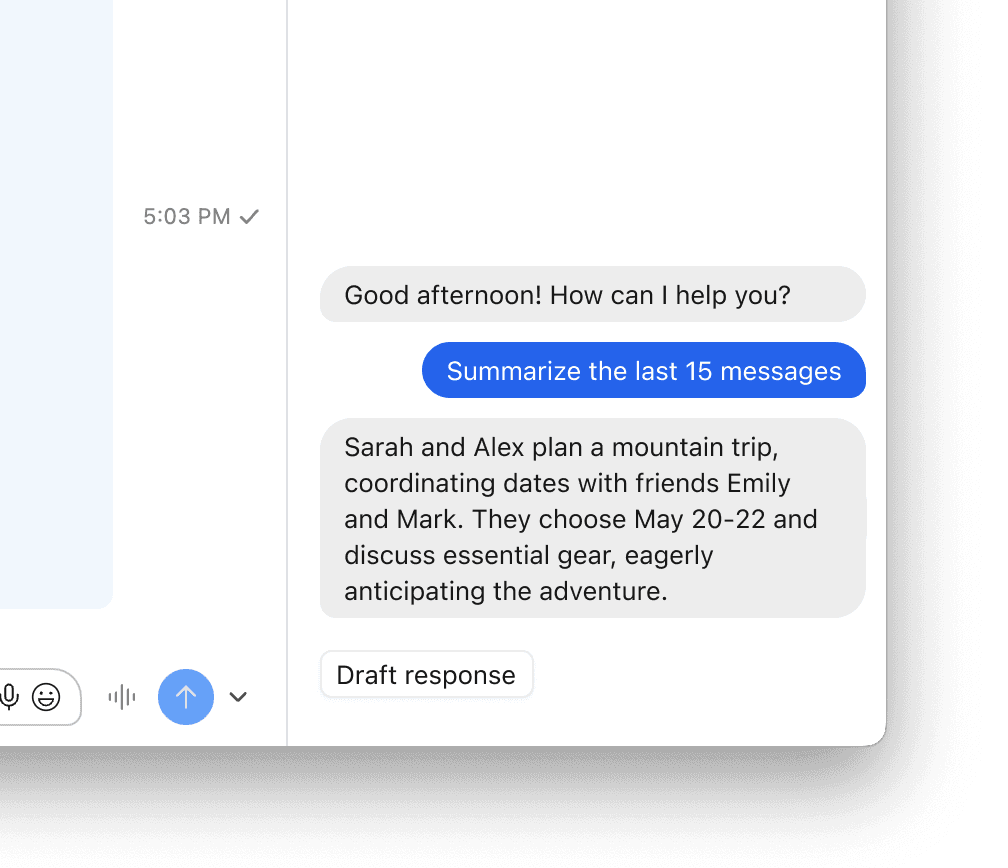 5:03 PM
Good afternoon! How can I help you?
Summarize the last 15 messages
Sarah and Alex plan a mountain trip,
coordinating dates with friends Emily
and Mark. They choose May 20-22 and
discuss essential gear, eagerly
anticipating the adventure.
Draft response